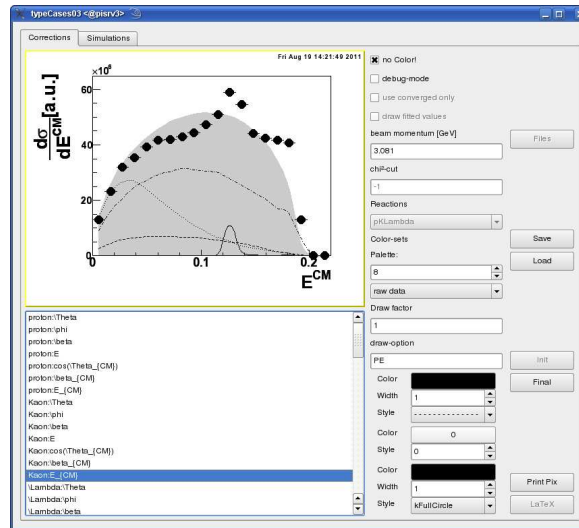 typeCases03 <@pisrv3>
Corrections
Simulations
Fri Aug 19 14:21:49 2011
×10⁶
dσ/dE^CM [a.u.]
60
40
20
0
0
0.1
0.2
E^CM
no Color!
debug-mode
use converged only
draw fitted values
beam momentum [GeV]
Files
3.081
chi²-cut
-1
Reactions
pKLambda
Color-sets
Save
Palette:
Load
8
raw data
Draw factor
1
draw-option
PE
Init
Color
Final
Width
1
Style
Color
0
Style
0
Color
Width
1
Print Pix
Style
kFullCircle
LaTeX
proton:\Theta
proton:\phi
proton:\beta
proton:E
proton:cos(\Theta_{CM})
proton:\beta_{CM}
proton:E_{CM}
Kaon:\Theta
Kaon:\phi
Kaon:\beta
Kaon:E
Kaon:cos(\Theta_{CM})
Kaon:\beta_{CM}
Kaon:E_{CM}
\Lambda:\Theta
\Lambda:\phi
\Lambda:\beta